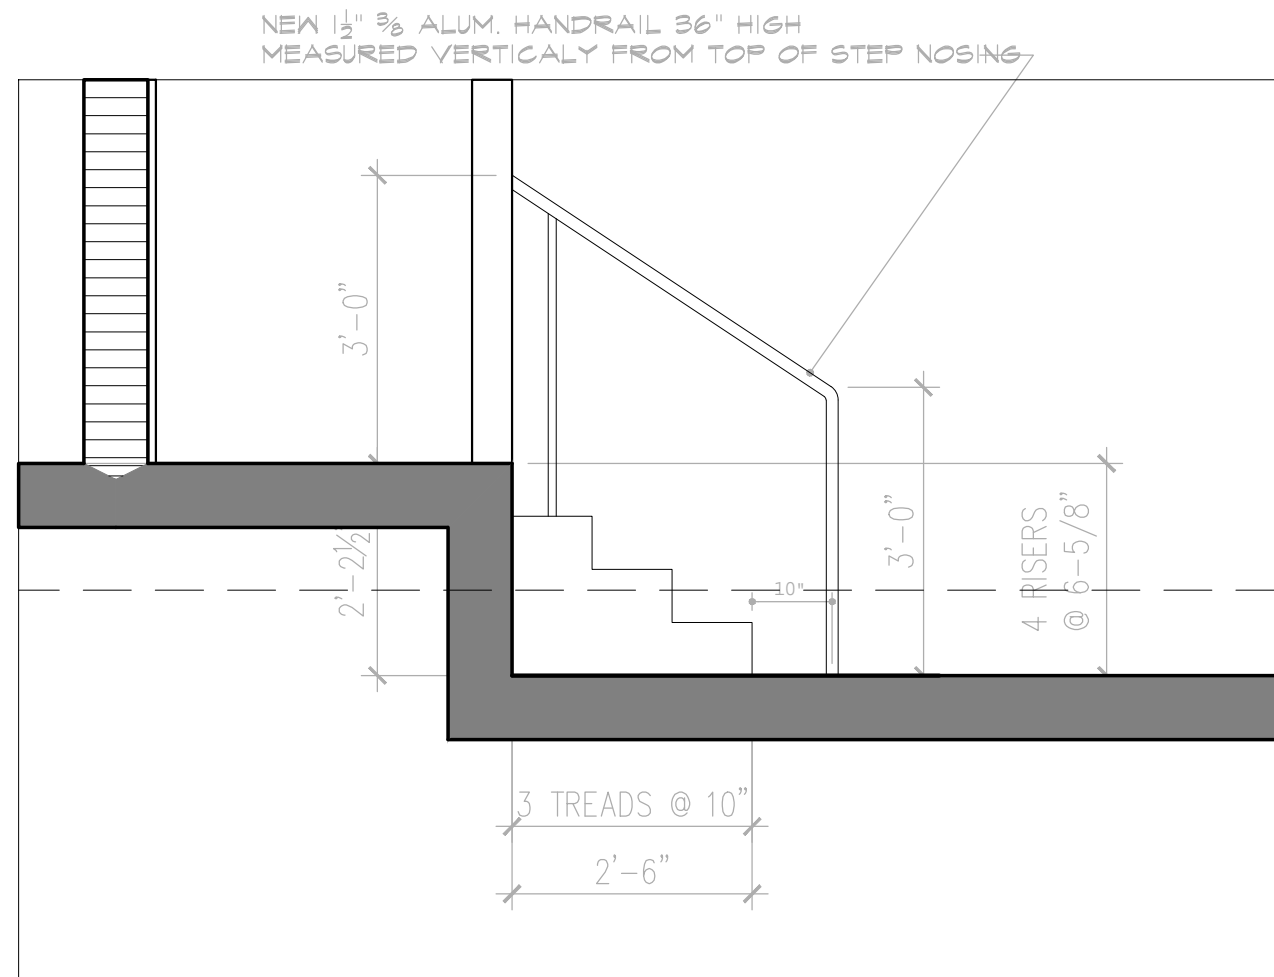 NEW 1½" ⅜ ALUM. HANDRAIL 36" HIGH
MEASURED VERTICALY FROM TOP OF STEP NOSING
3'-0"
2'-2½"
10"
3'-0"
4 RISERS
@ 6-5/8"
3 TREADS @ 10"
2'-6"